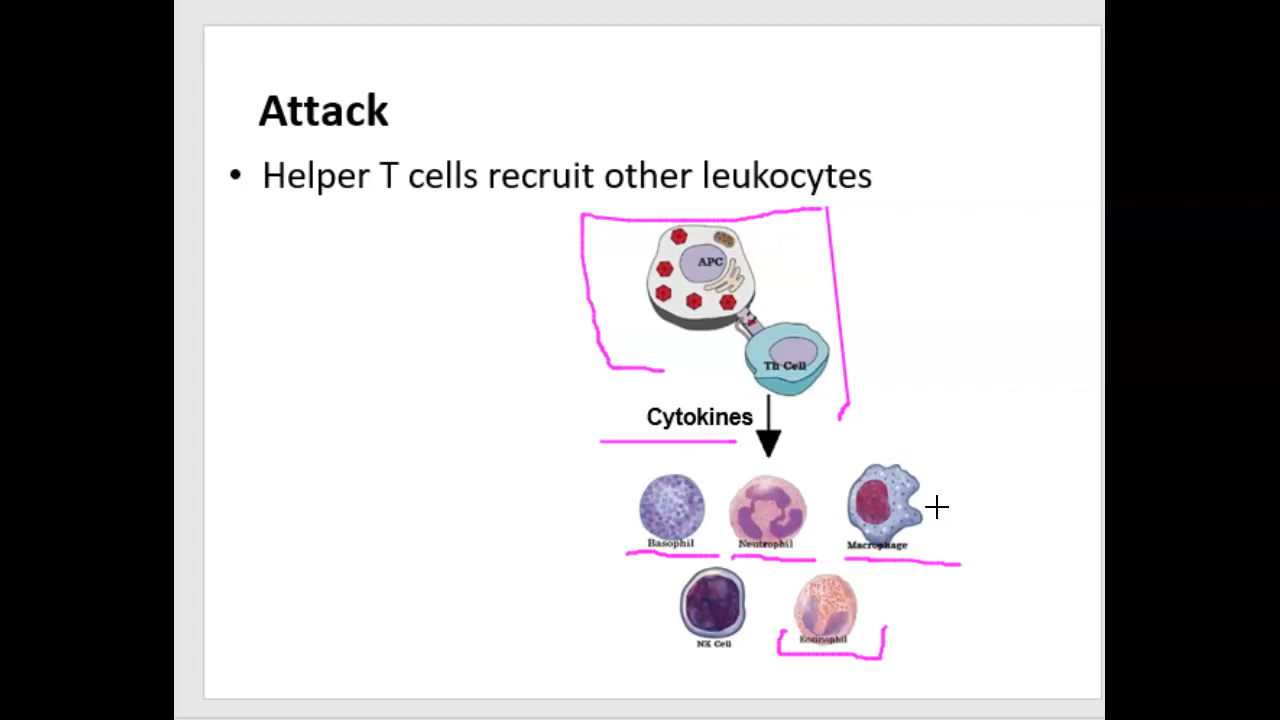 Attack
• Helper T cells recruit other leukocytes
APC
Th Cell
Cytokines
Basophil Neutrophil Macrophage
NK Cell Eosinophil